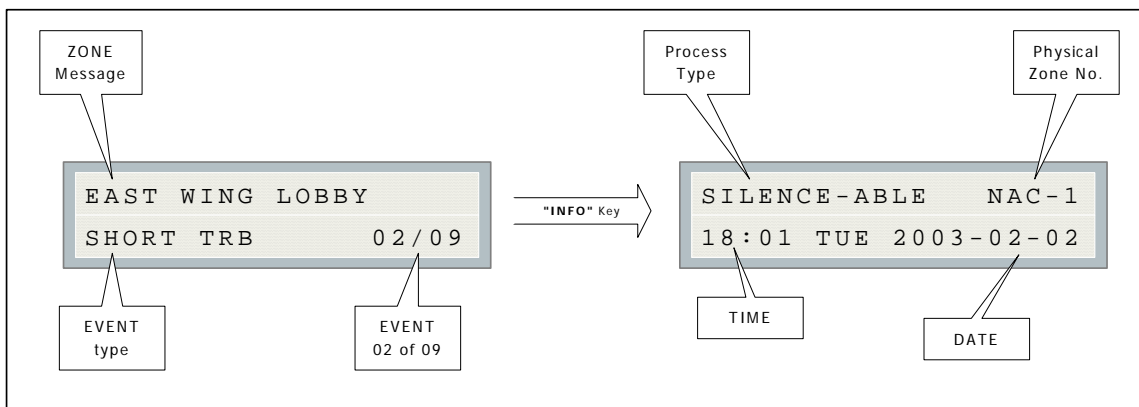 ZONE
Message
Process
Type
Physical
Zone No.
EAST WING LOBBY
SHORT TRB 02/09
"INFO" Key
SILENCE-ABLE NAC-1
18:01 TUE 2003-02-02
EVENT
type
EVENT
02 of 09
TIME
DATE